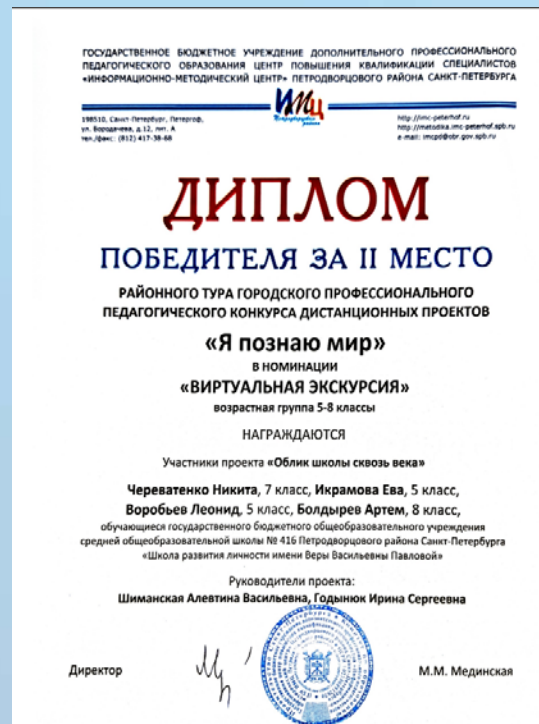 ГОСУДАРСТВЕННОЕ БЮДЖЕТНОЕ УЧРЕЖДЕНИЕ ДОПОЛНИТЕЛЬНОГО ПРОФЕССИОНАЛЬНОГО
ПЕДАГОГИЧЕСКОГО ОБРАЗОВАНИЯ ЦЕНТР ПОВЫШЕНИЯ КВАЛИФИКАЦИИ СПЕЦИАЛИСТОВ
«ИНФОРМАЦИОННО-МЕТОДИЧЕСКИЙ ЦЕНТР» ПЕТРОДВОРЦОВОГО РАЙОНА САНКТ-ПЕТЕРБУРГА
ИМЦ
Петродворцового района
198510, Санкт-Петербург, Петергоф,
ул. Бородачева, д.12, лит. А
тел./факс: (812) 417-38-68
http://imc-peterhof.ru
http://metodika.imc-peterhof.spb.ru
e-mail: imcpd@obr.gov.spb.ru
ДИПЛОМ
ПОБЕДИТЕЛЯ ЗА II МЕСТО
РАЙОННОГО ТУРА ГОРОДСКОГО ПРОФЕССИОНАЛЬНОГО
ПЕДАГОГИЧЕСКОГО КОНКУРСА ДИСТАНЦИОННЫХ ПРОЕКТОВ
«Я познаю мир»
В НОМИНАЦИИ
«ВИРТУАЛЬНАЯ ЭКСКУРСИЯ»
возрастная группа 5-8 классы
НАГРАЖДАЮТСЯ
Участники проекта «Облик школы сквозь века»
Череватенко Никита, 7 класс, Икрамова Ева, 5 класс,
Воробьев Леонид, 5 класс, Болдырев Артем, 8 класс,
обучающиеся государственного бюджетного общеобразовательного учреждения
средней общеобразовательной школы № 416 Петродворцового района Санкт-Петербурга
«Школа развития личности имени Веры Васильевны Павловой»
Руководители проекта:
Шиманская Алевтина Васильевна, Годынюк Ирина Сергеевна
Директор
М.М. Мединская